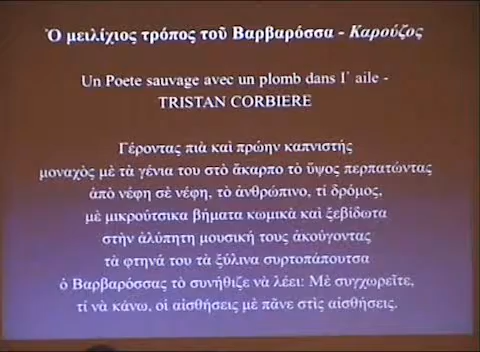 Ὁ μειλίχιος τρόπος τοῦ Βαρβαρόσσα - Καρούζος
Un Poete sauvage avec un plomb dans l' aile -
TRISTAN CORBIERE
Γέροντας πιὰ καὶ πρώην καπνιστής
μοναχὸς μὲ τὰ γένια του στὸ ἄκαρπο τὸ ὕψος περπατώντας
ἀπὸ νέφη σὲ νέφη, τὸ ἀνθρώπινο, τί δρόμος,
μὲ μικρούτσικα βήματα κωμικὰ καὶ ξεβίδωτα
στὴν ἀλύπητη μουσική τους ἀκούγοντας
τὰ φτηνά του τὰ ξύλινα συρτοπάπουτσα
ὁ Βαρβαρόσσας τὸ συνήθιζε νὰ λέει: Μὲ συγχωρεῖτε,
τί νὰ κάνω, οἱ αἰσθήσεις μὲ πᾶνε στὶς αἰσθήσεις.